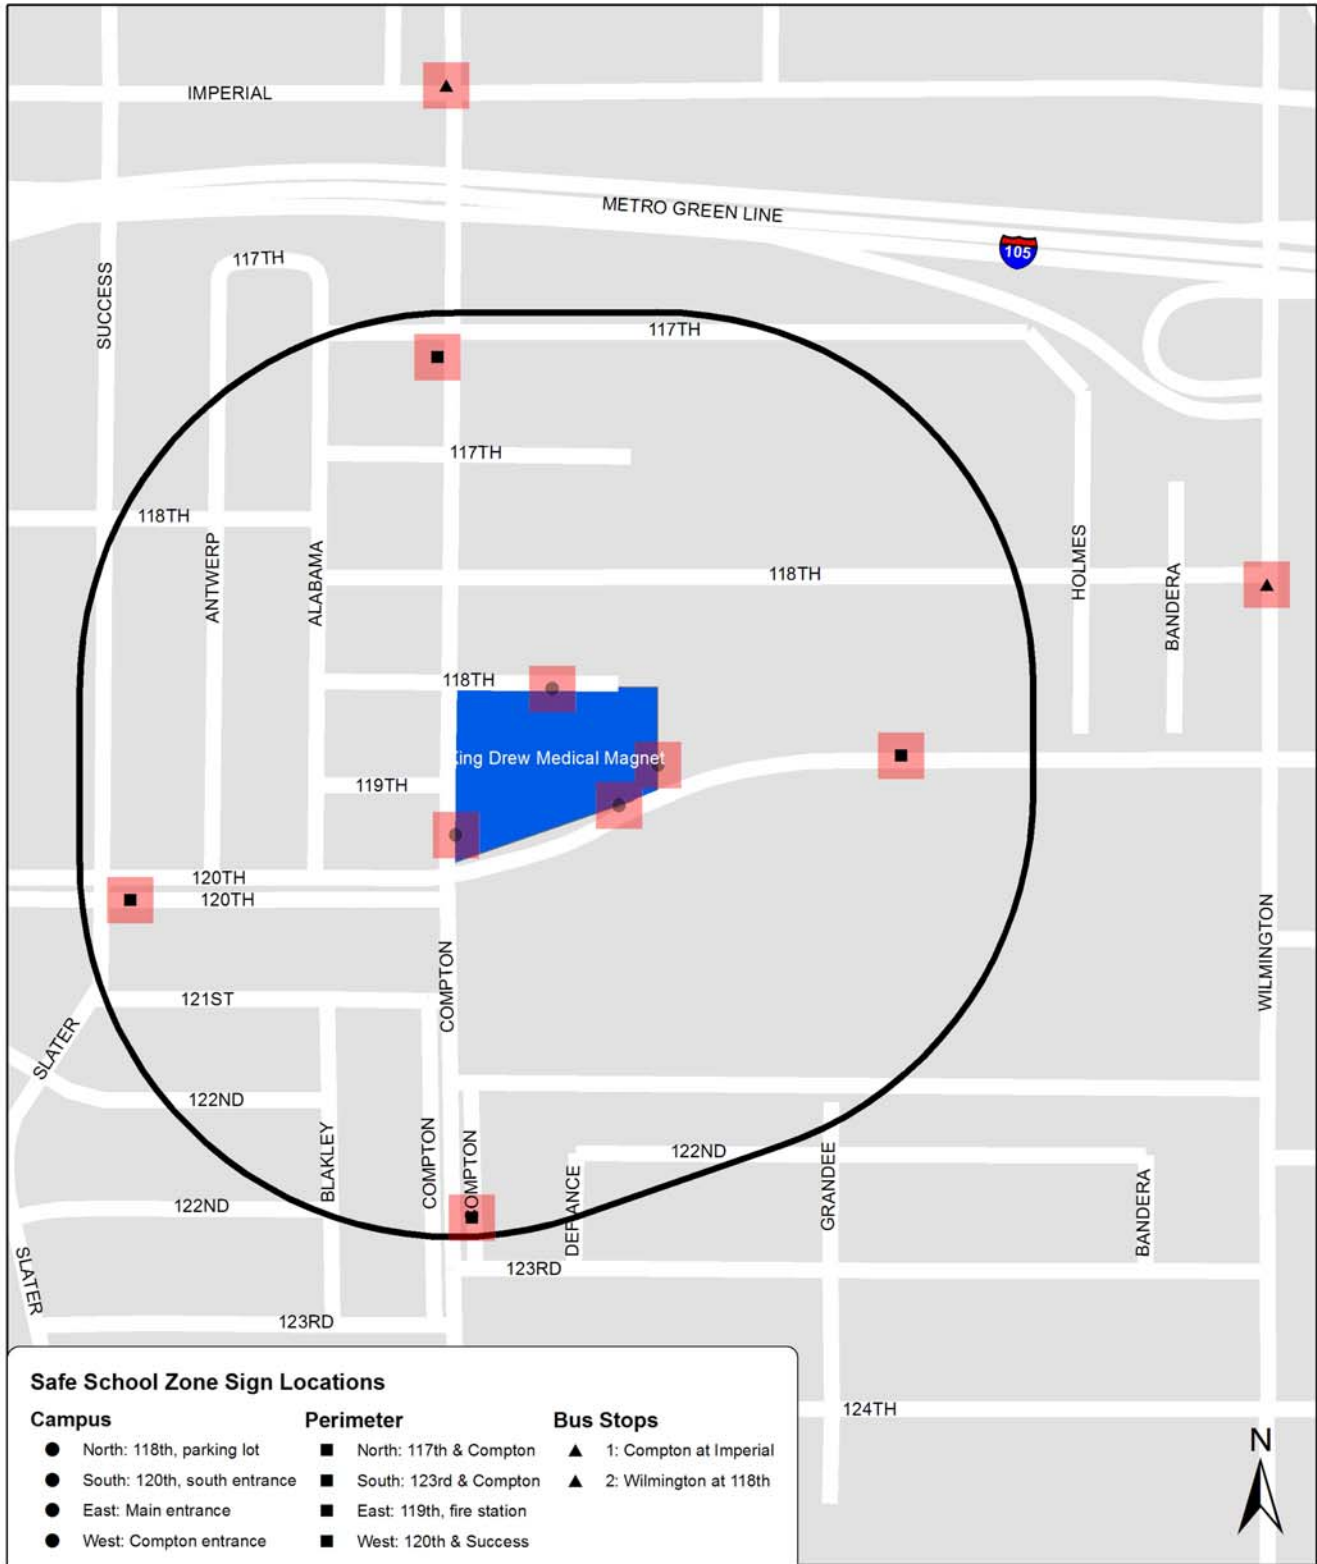 IMPERIAL
METRO GREEN LINE
105
117TH
SUCCESS
117TH
117TH
118TH
ANTWERP
ALABAMA
118TH
HOLMES
BANDERA
118TH
King Drew Medical Magnet
119TH
120TH
120TH
WILMINGTON
COMPTON
121ST
SLATER
122ND
BLAKLEY
COMPTON
COMPTON
122ND
DEFIANCE
GRANDEE
BANDERA
122ND
SLATER
123RD
123RD
124TH
N
Safe School Zone Sign Locations
Campus
North: 118th, parking lot
South: 120th, south entrance
East: Main entrance
West: Compton entrance
Perimeter
North: 117th & Compton
South: 123rd & Compton
East: 119th, fire station
West: 120th & Success
Bus Stops
1: Compton at Imperial
2: Wilmington at 118th